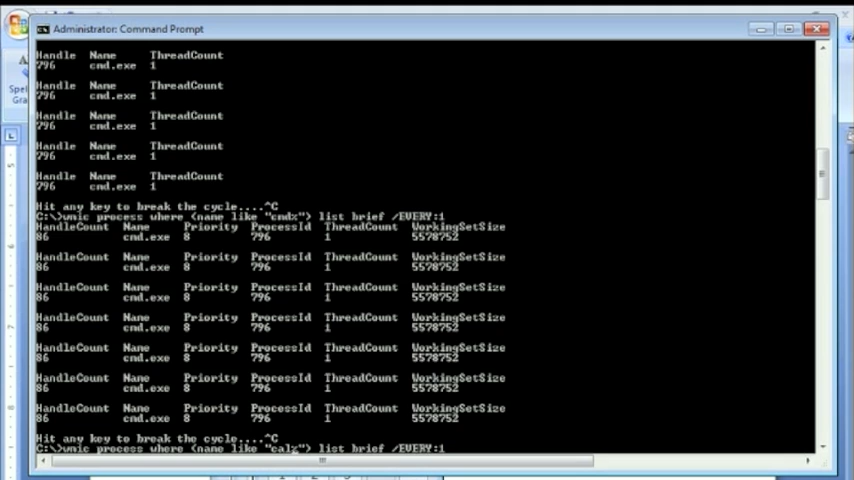 Administrator: Command Prompt
Handle Name ThreadCount
796 cmd.exe 1
Handle Name ThreadCount
796 cmd.exe 1
Handle Name ThreadCount
796 cmd.exe 1
Handle Name ThreadCount
796 cmd.exe 1
Handle Name ThreadCount
796 cmd.exe 1
Hit any key to break the cycle....^C
C:\>wmic process where (name like "cmd%") list brief /EVERY:1
HandleCount Name Priority ProcessId ThreadCount WorkingSetSize
86 cmd.exe 8 796 1 5578752
HandleCount Name Priority ProcessId ThreadCount WorkingSetSize
86 cmd.exe 8 796 1 5578752
HandleCount Name Priority ProcessId ThreadCount WorkingSetSize
86 cmd.exe 8 796 1 5578752
HandleCount Name Priority ProcessId ThreadCount WorkingSetSize
86 cmd.exe 8 796 1 5578752
HandleCount Name Priority ProcessId ThreadCount WorkingSetSize
86 cmd.exe 8 796 1 5578752
HandleCount Name Priority ProcessId ThreadCount WorkingSetSize
86 cmd.exe 8 796 1 5578752
HandleCount Name Priority ProcessId ThreadCount WorkingSetSize
86 cmd.exe 8 796 1 5578752
Hit any key to break the cycle....^C
C:\>wmic process where (name like "cal%") list brief /EVERY:1